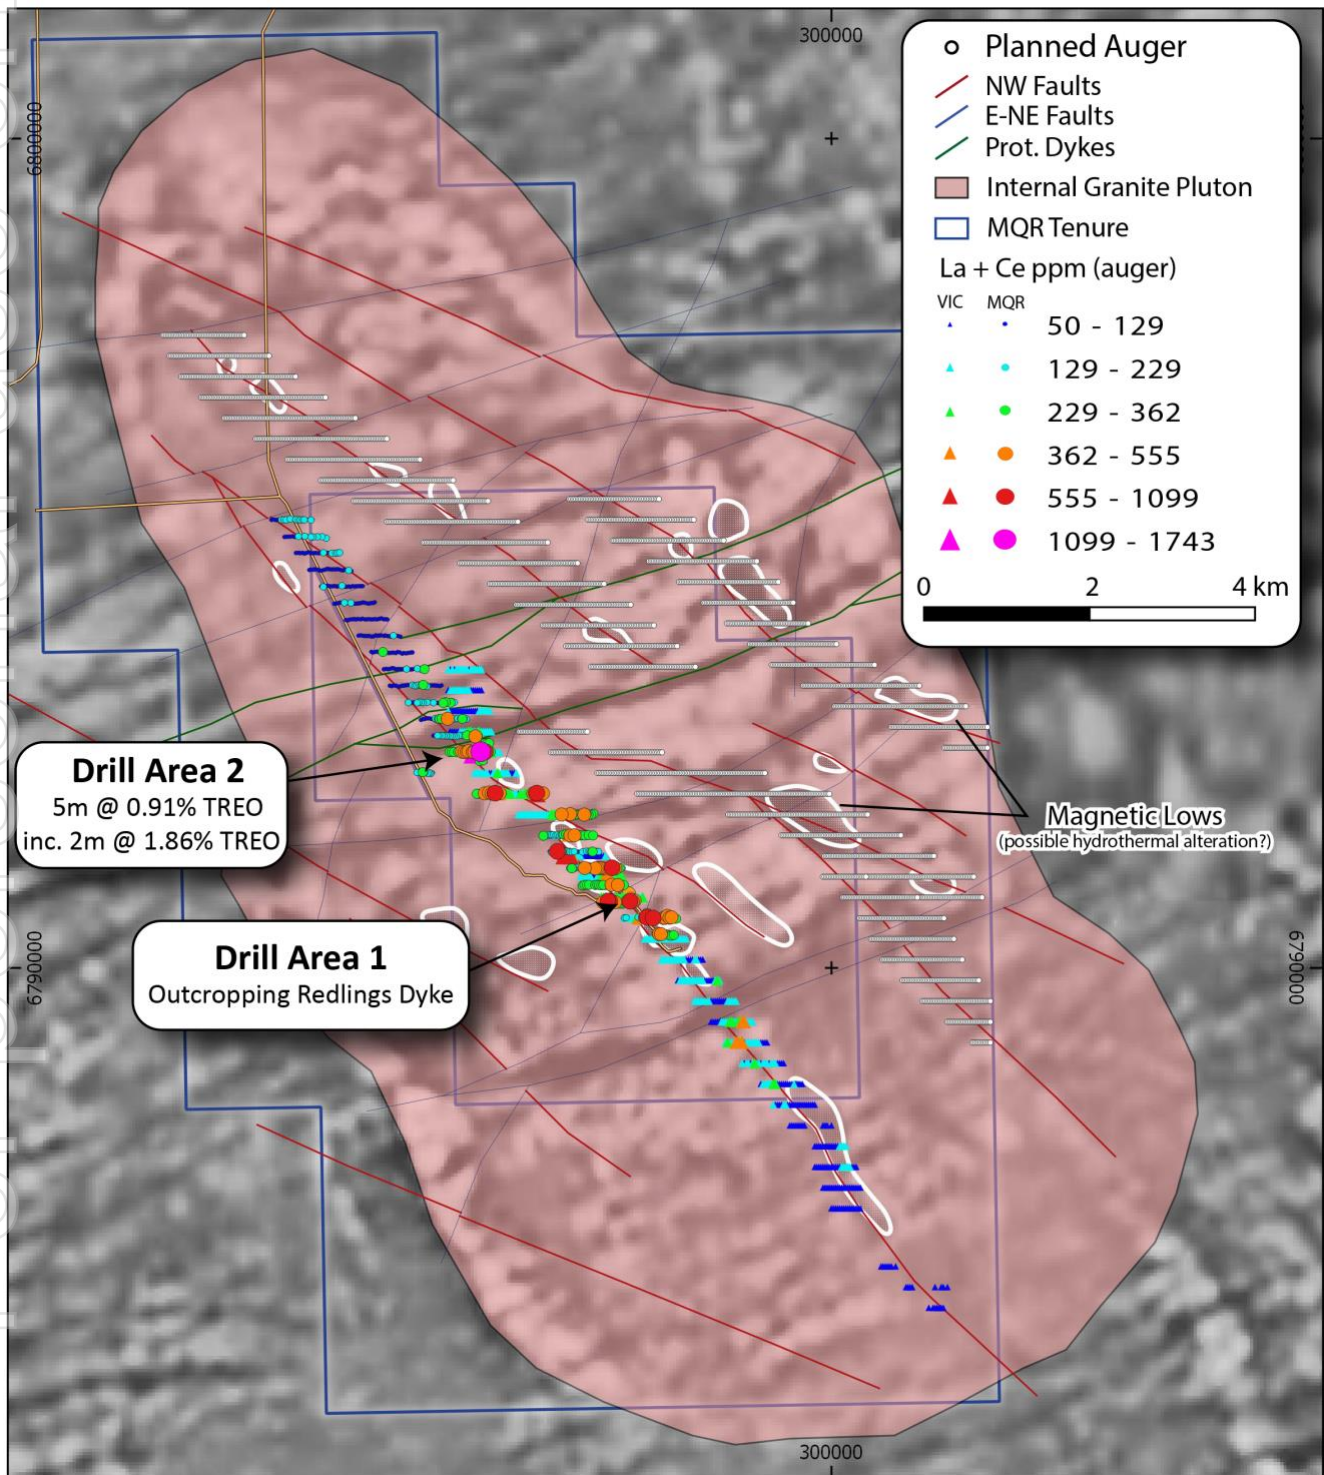 300000
Planned Auger
NW Faults
E-NE Faults
Prot. Dykes
Internal Granite Pluton
MQR Tenure
La + Ce ppm (auger)
VIC MQR
50 - 129
129 - 229
229 - 362
362 - 555
555 - 1099
1099 - 1743
0 2 4 km
6800000
Drill Area 2
5m @ 0.91% TREO
inc. 2m @ 1.86% TREO
Magnetic Lows
(possible hydrothermal alteration?)
Drill Area 1
Outcropping Redlings Dyke
6790000
6790000
300000